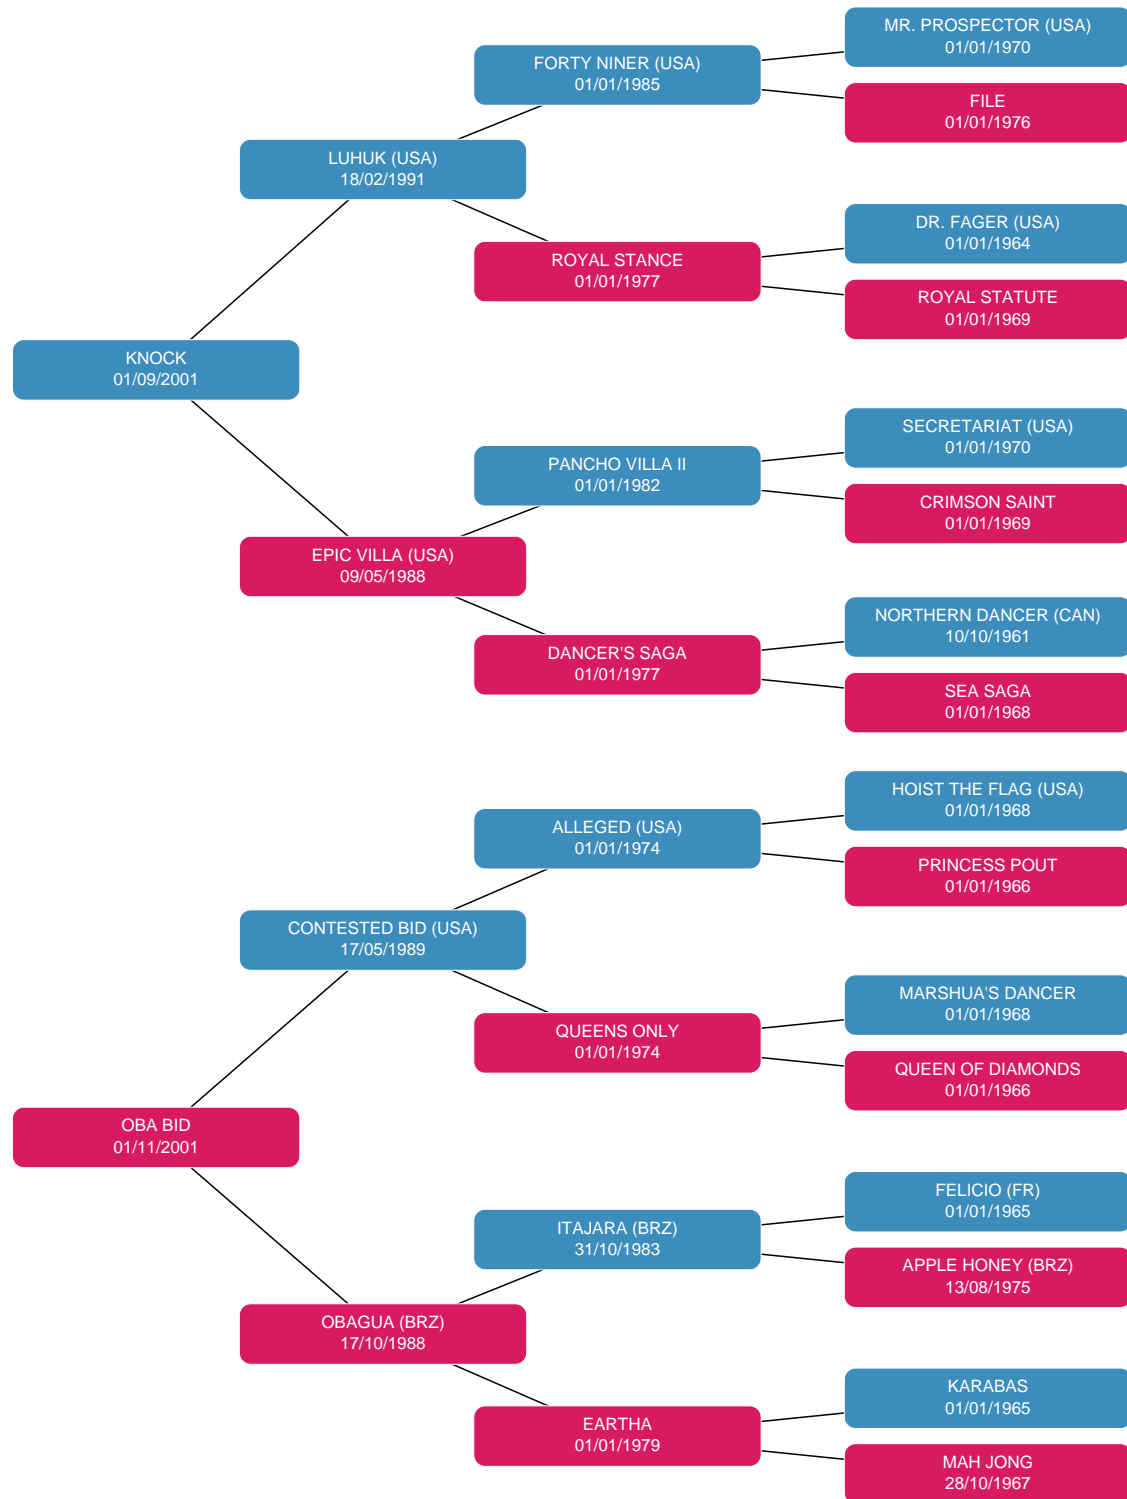 MR. PROSPECTOR (USA)
01/01/1970
FORTY NINER (USA)
01/01/1985
FILE
01/01/1976
LUHUK (USA)
18/02/1991
DR. FAGER (USA)
01/01/1964
ROYAL STANCE
01/01/1977
ROYAL STATUTE
01/01/1969
KNOCK
01/09/2001
SECRETARIAT (USA)
01/01/1970
PANCHO VILLA II
01/01/1982
CRIMSON SAINT
01/01/1969
EPIC VILLA (USA)
09/05/1988
NORTHERN DANCER (CAN)
10/10/1961
DANCER'S SAGA
01/01/1977
SEA SAGA
01/01/1968
HOIST THE FLAG (USA)
01/01/1968
ALLEGED (USA)
01/01/1974
PRINCESS POUT
01/01/1966
CONTESTED BID (USA)
17/05/1989
MARSHUA'S DANCER
01/01/1968
QUEENS ONLY
01/01/1974
QUEEN OF DIAMONDS
01/01/1966
OBA BID
01/11/2001
FELICIO (FR)
01/01/1965
ITAJARA (BRZ)
31/10/1983
APPLE HONEY (BRZ)
13/08/1975
OBAGUA (BRZ)
17/10/1988
KARABAS
01/01/1965
EARTHA
01/01/1979
MAH JONG
28/10/1967